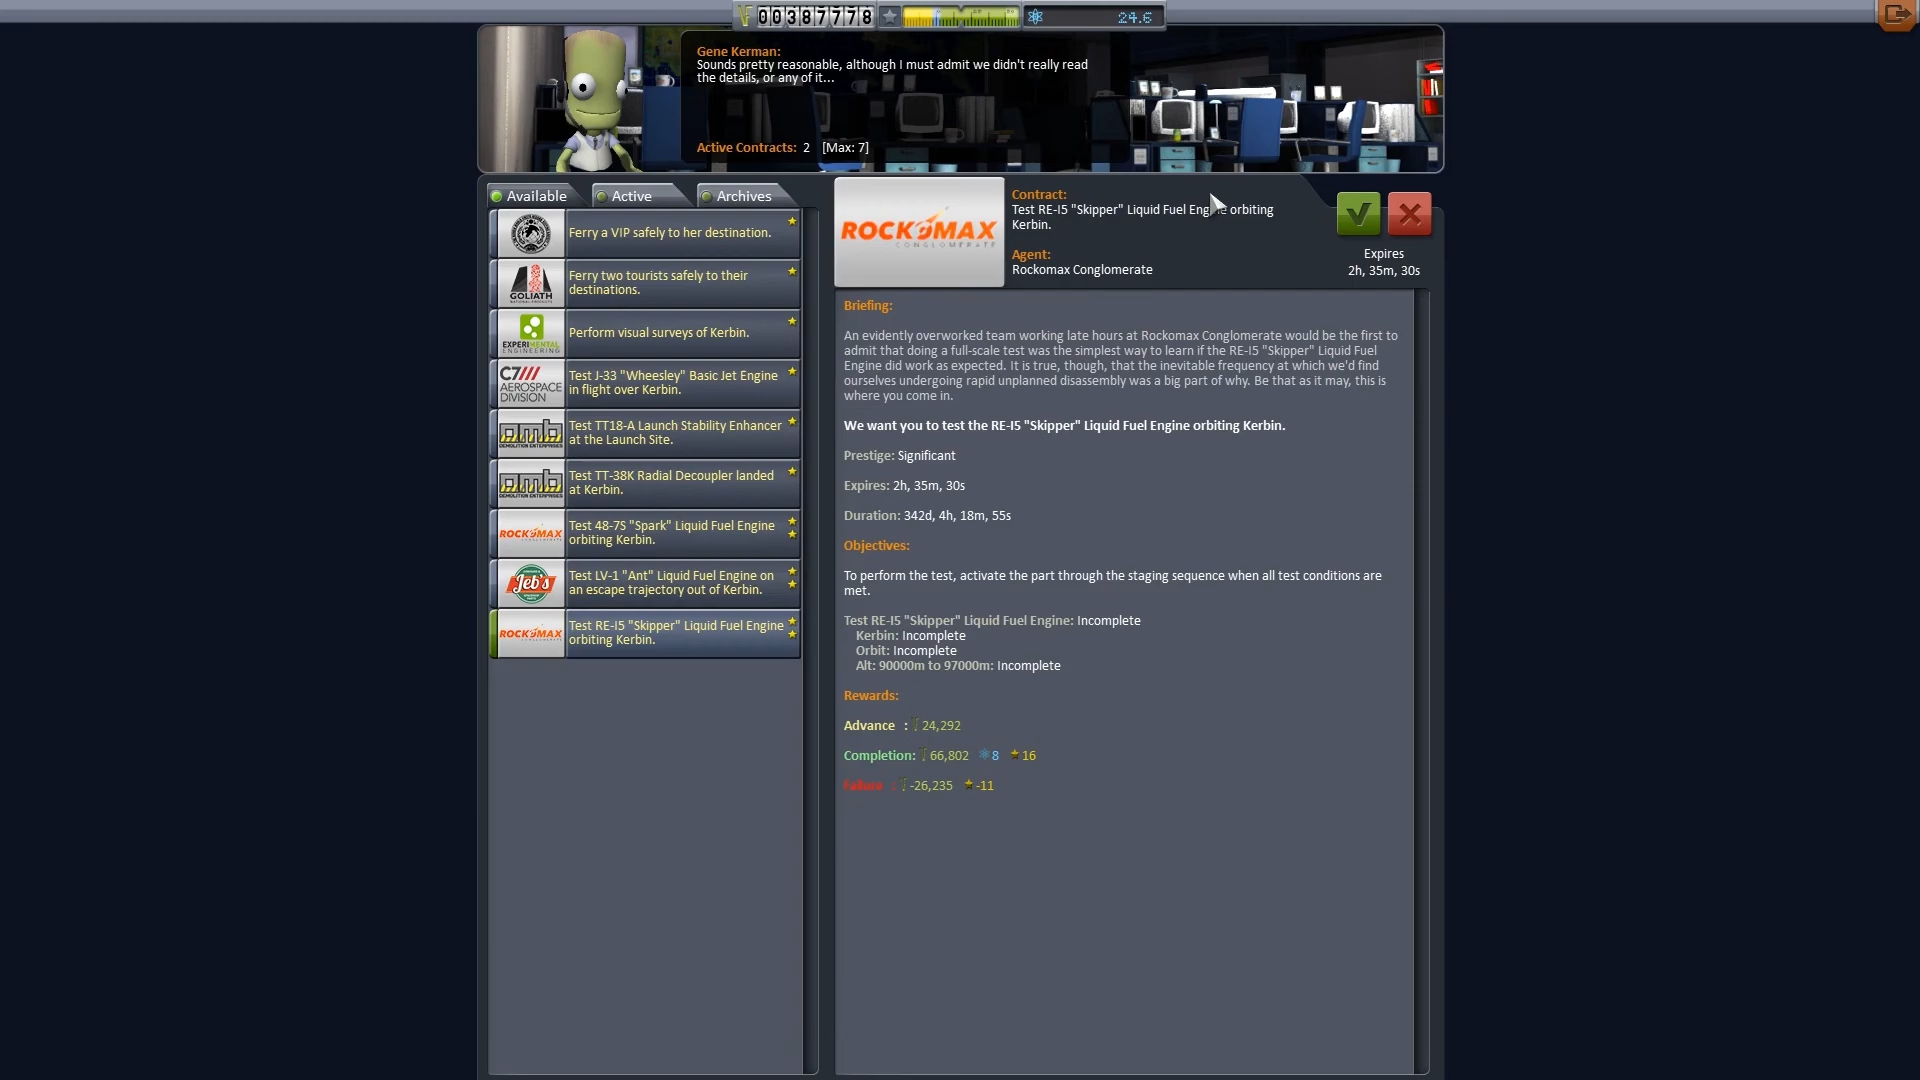 00387778
24.6
Gene Kerman:
Sounds pretty reasonable, although I must admit we didn't really read
the details, or any of it...
Active Contracts: 2 [Max: 7]
Available
Active
Archives
Ferry a VIP safely to her destination.
GOLIATH
NATIONAL PRODUCTS
Ferry two tourists safely to their
destinations.
EXPERIMENTAL
ENGINEERING
Perform visual surveys of Kerbin.
C7///
AEROSPACE
DIVISION
Test J-33 "Wheesley" Basic Jet Engine
in flight over Kerbin.
OMB
DEMOLITION ENTERPRISES
Test TT18-A Launch Stability Enhancer
at the Launch Site.
OMB
DEMOLITION ENTERPRISES
Test TT-38K Radial Decoupler landed
at Kerbin.
ROCKOMAX
CONGLOMERATE
Test 48-7S "Spark" Liquid Fuel Engine
orbiting Kerbin.
Jeb's
Test LV-1 "Ant" Liquid Fuel Engine on
an escape trajectory out of Kerbin.
ROCKOMAX
CONGLOMERATE
Test RE-I5 "Skipper" Liquid Fuel Engine
orbiting Kerbin.
ROCKOMAX
CONGLOMERATE
Contract:
Test RE-I5 "Skipper" Liquid Fuel Engine orbiting
Kerbin.
Agent:
Rockomax Conglomerate
Expires
2h, 35m, 30s
Briefing:
An evidently overworked team working late hours at Rockomax Conglomerate would be the first to
admit that doing a full-scale test was the simplest way to learn if the RE-I5 "Skipper" Liquid Fuel
Engine did work as expected. It is true, though, that the inevitable frequency at which we'd find
ourselves undergoing rapid unplanned disassembly was a big part of why. Be that as it may, this is
where you come in.
We want you to test the RE-I5 "Skipper" Liquid Fuel Engine orbiting Kerbin.
Prestige: Significant
Expires: 2h, 35m, 30s
Duration: 342d, 4h, 18m, 55s
Objectives:
To perform the test, activate the part through the staging sequence when all test conditions are
met.
Test RE-I5 "Skipper" Liquid Fuel Engine: Incomplete
Kerbin: Incomplete
Orbit: Incomplete
Alt: 90000m to 97000m: Incomplete
Rewards:
Advance : 24,292
Completion: 66,802 8 16
Failure : -26,235 -11